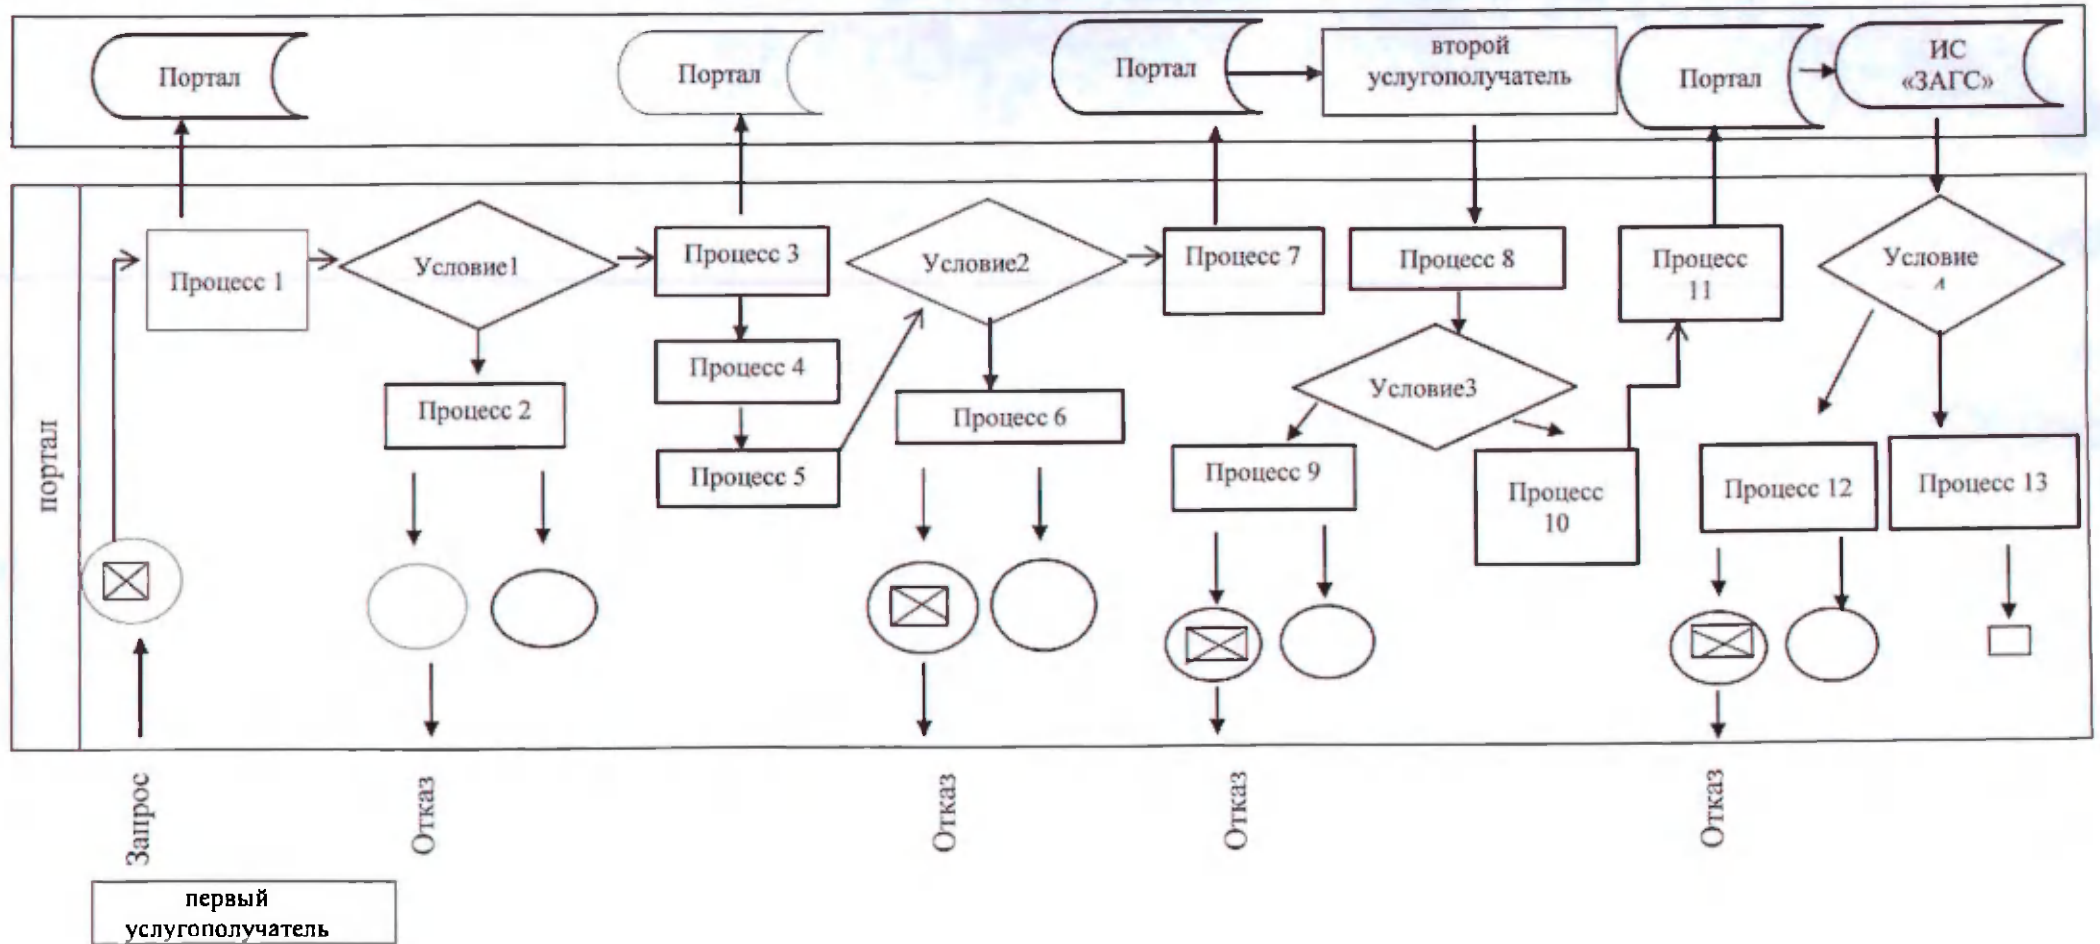 Портал
Портал
Портал
второй
услугополучатель
Портал
ИС
«ЗАГС»
портал
Процесс 1
Условие1
Процесс 2
Процесс 3
Процесс 4
Процесс 5
Условие2
Процесс 6
Процесс 7
Процесс 8
Условие3
Процесс 9
Процесс
10
Процесс
11
Условие
4
Процесс 12
Процесс 13
Запрос
Отказ
Отказ
Отказ
Отказ
первый
услугополучатель